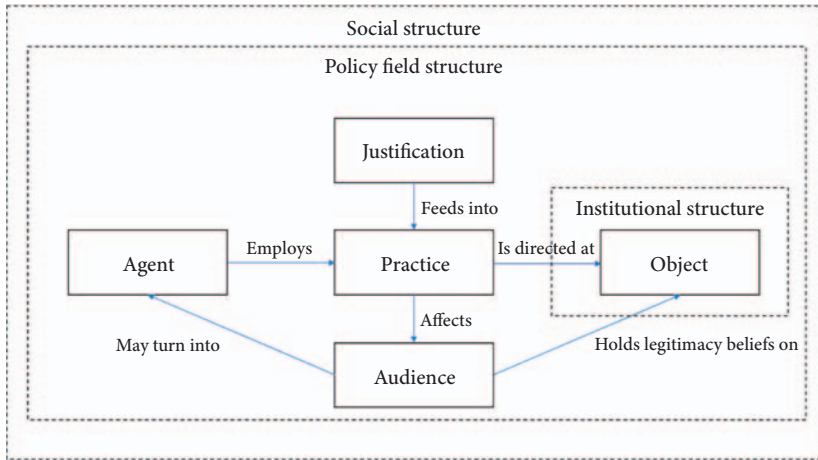 Social structure
Policy field structure
Justification
Feeds into
Institutional structure
Employs
Is directed at
Agent
Practice
Object
Affects
May turn into
Holds legitimacy beliefs on
Audience